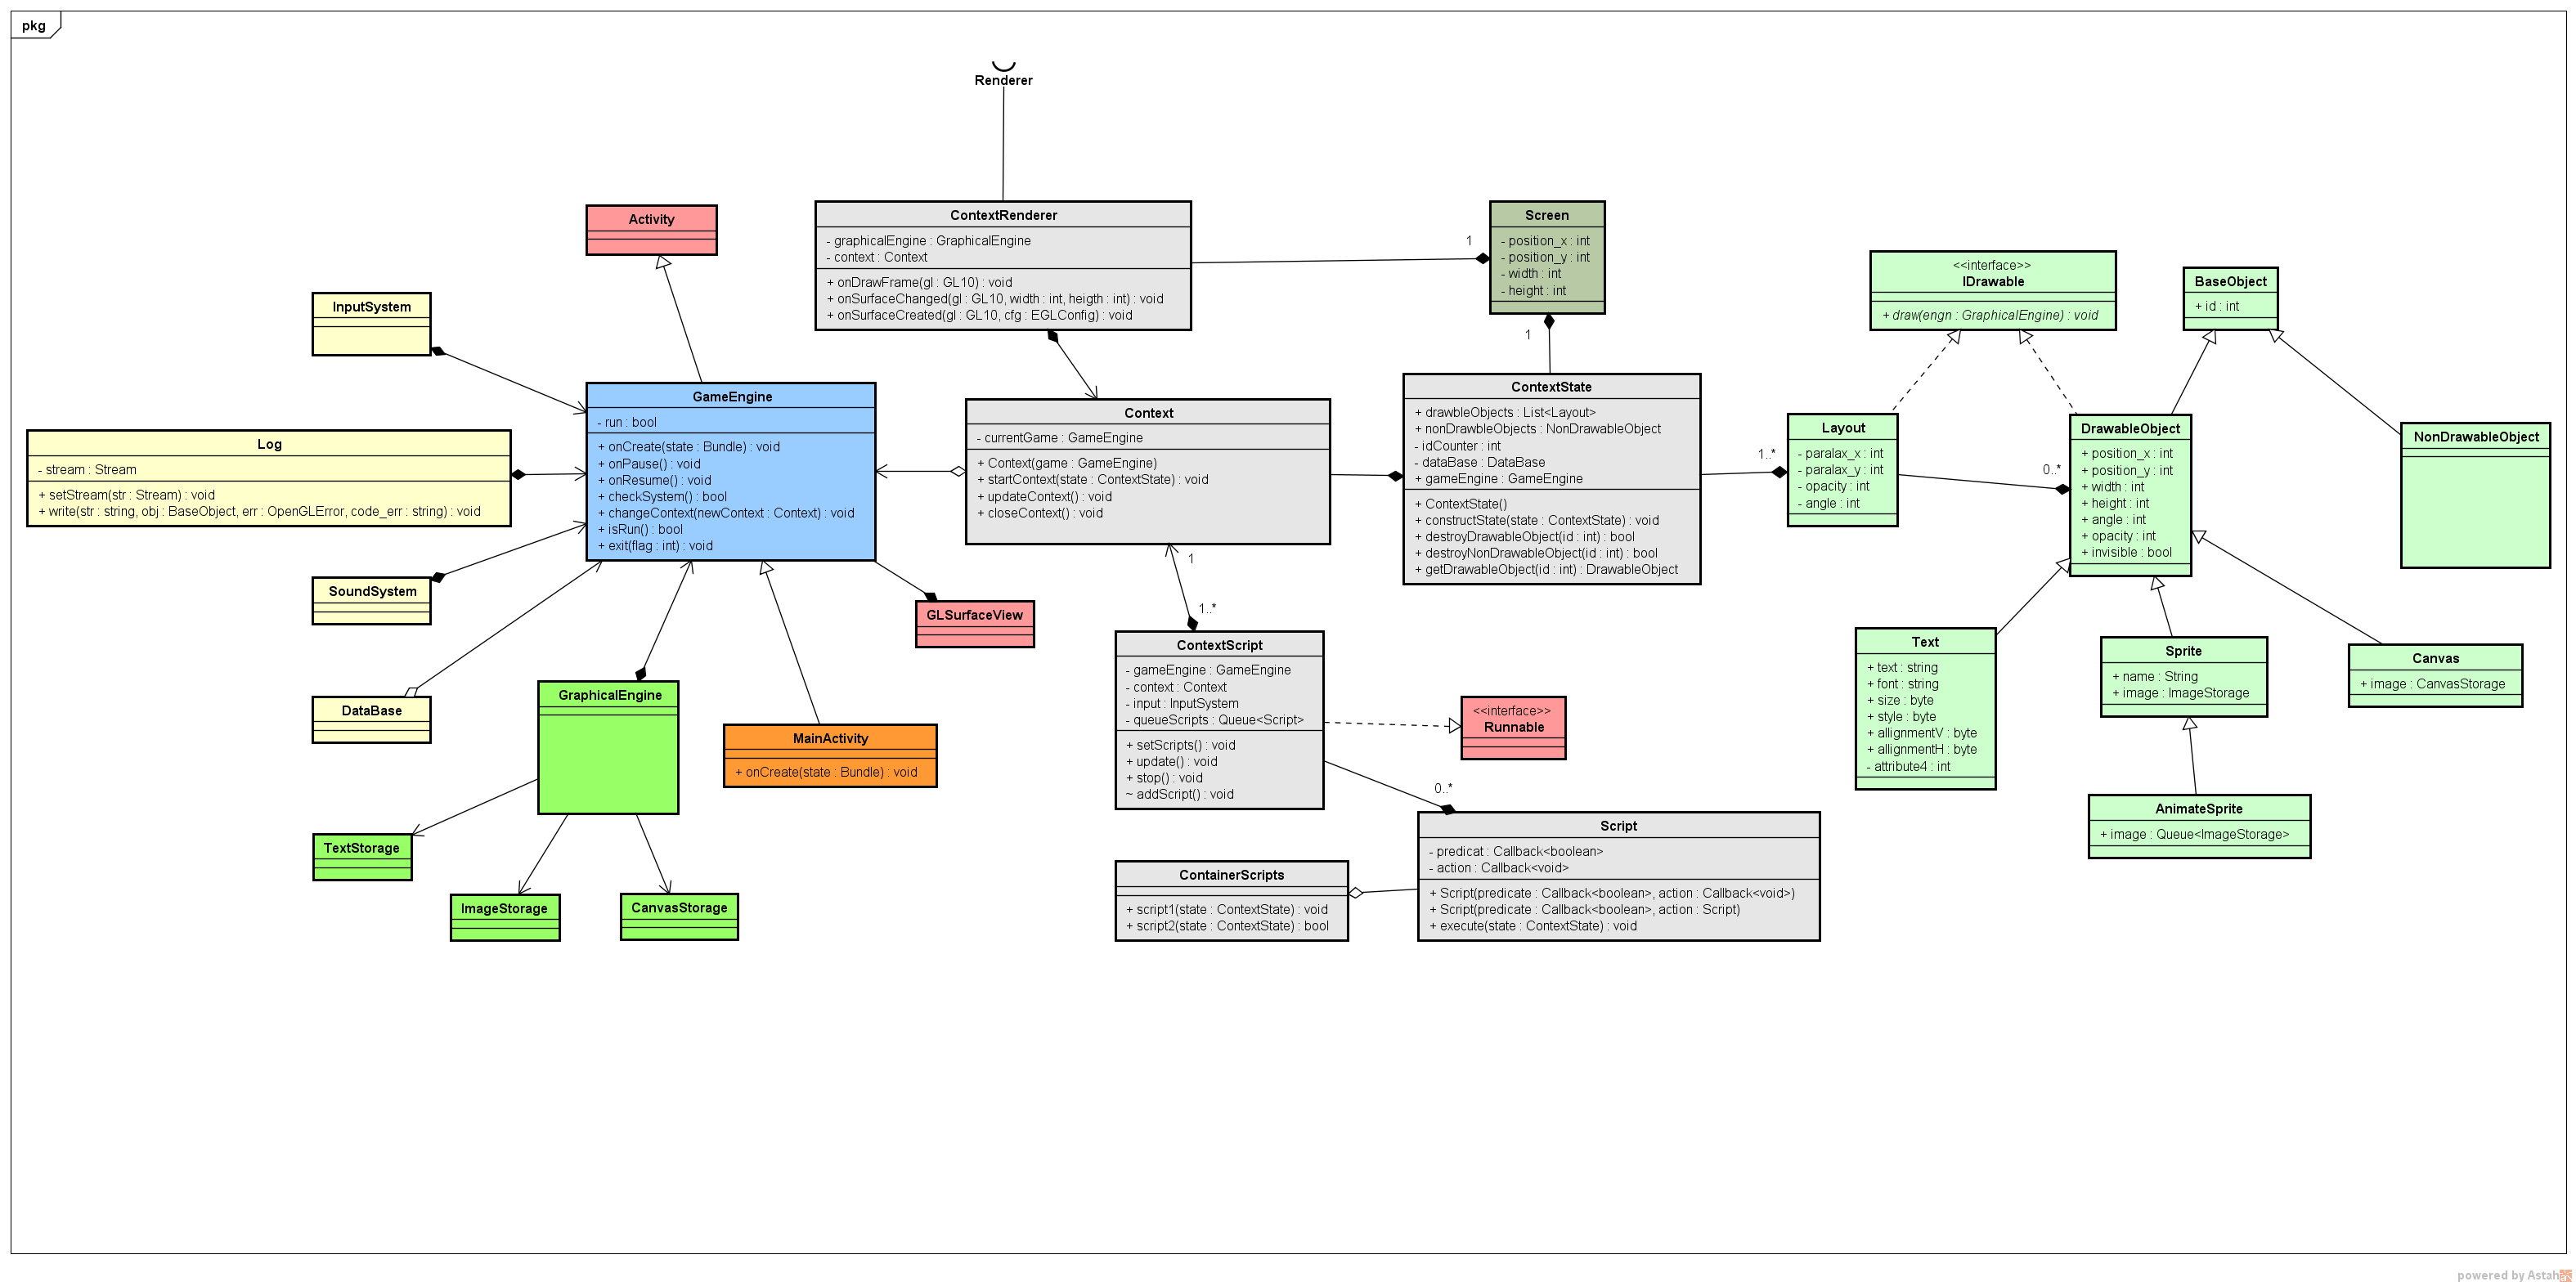 pkg
Renderer
ContextRenderer
- graphicalEngine : GraphicalEngine
- context : Context
+ onDrawFrame(gl : GL10) : void
+ onSurfaceChanged(gl : GL10, width : int, heigth : int) : void
+ onSurfaceCreated(gl : GL10, cfg : EGLConfig) : void
Screen
- position_x : int
- position_y : int
- width : int
- height : int
1
1
Activity
InputSystem
<<interface>>
IDrawable
+ draw(engn : GraphicalEngine) : void
BaseObject
+ id : int
GameEngine
- run : bool
+ onCreate(state : Bundle) : void
+ onPause() : void
+ onResume() : void
+ checkSystem() : bool
+ changeContext(newContext : Context) : void
+ isRun() : bool
+ exit(flag : int) : void
Log
- stream : Stream
+ setStream(str : Stream) : void
+ write(str : string, obj : BaseObject, err : OpenGLError, code_err : string) : void
Context
- currentGame : GameEngine
+ Context(game : GameEngine)
+ startContext(state : ContextState) : void
+ updateContext() : void
+ closeContext() : void
1
1..*
ContextState
+ drawbleObjects : List<Layout>
+ nonDrawbleObjects : NonDrawableObject
- idCounter : int
- dataBase : DataBase
+ gameEngine : GameEngine
+ ContextState()
+ constructState(state : ContextState) : void
+ destroyDrawableObject(id : int) : bool
+ destroyNonDrawableObject(id : int) : bool
+ getDrawableObject(id : int) : DrawableObject
1..*
Layout
- paralax_x : int
- paralax_y : int
- opacity : int
- angle : int
0..*
DrawableObject
+ position_x : int
+ position_y : int
+ width : int
+ height : int
+ angle : int
+ opacity : int
+ invisible : bool
NonDrawableObject
SoundSystem
GLSurfaceView
DataBase
GraphicalEngine
MainActivity
+ onCreate(state : Bundle) : void
ContextScript
- gameEngine : GameEngine
- context : Context
- input : InputSystem
- queueScripts : Queue<Script>
+ setScripts() : void
+ update() : void
+ stop() : void
~ addScript() : void
<<interface>>
Runnable
0..*
Text
+ text : string
+ font : string
+ size : byte
+ style : byte
+ allignmentV : byte
+ allignmentH : byte
- attribute4 : int
Sprite
+ name : String
+ image : ImageStorage
Canvas
+ image : CanvasStorage
AnimateSprite
+ image : Queue<ImageStorage>
TextStorage
ImageStorage
CanvasStorage
ContainerScripts
+ script1(state : ContextState) : void
+ script2(state : ContextState) : bool
Script
- predicat : Callback<boolean>
- action : Callback<void>
+ Script(predicate : Callback<boolean>, action : Callback<void>)
+ Script(predicate : Callback<boolean>, action : Script)
+ execute(state : ContextState) : void
powered by Astah